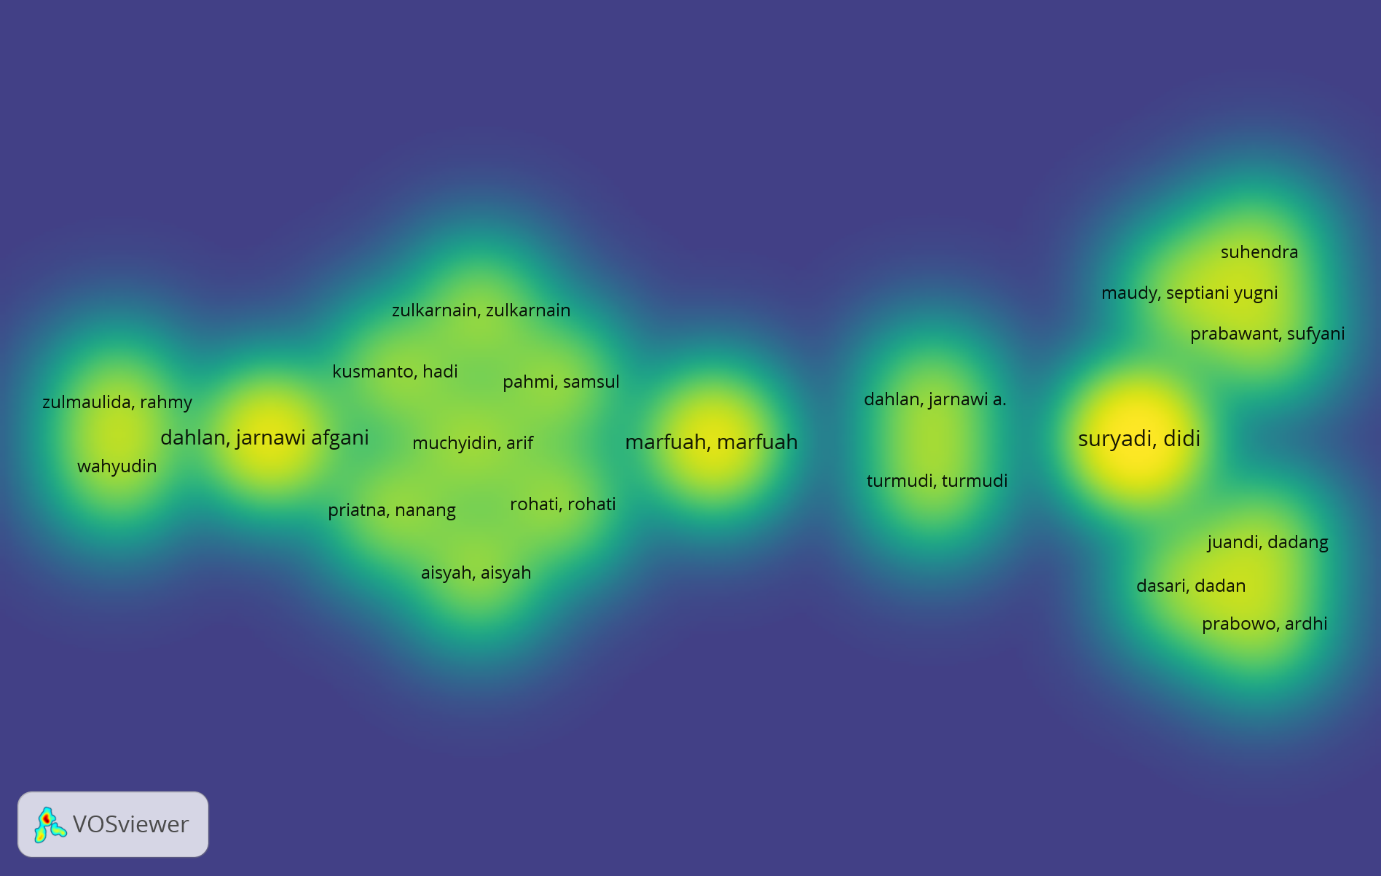 suhendra
maudy, septiani yugni
zulkarnain, zulkarnain
prabawant, sufyani
kusmanto, hadi
pahmi, samsul
zulmaulida, rahmy
dahlan, jarnawi a.
dahlan, jarnawi afgani
muchyidin, arif
marfuah, marfuah
suryadi, didi
wahyudin
turmudi, turmudi
priatna, nanang
rohati, rohati
juandi, dadang
aisyah, aisyah
dasari, dadan
prabowo, ardhi
VOSviewer